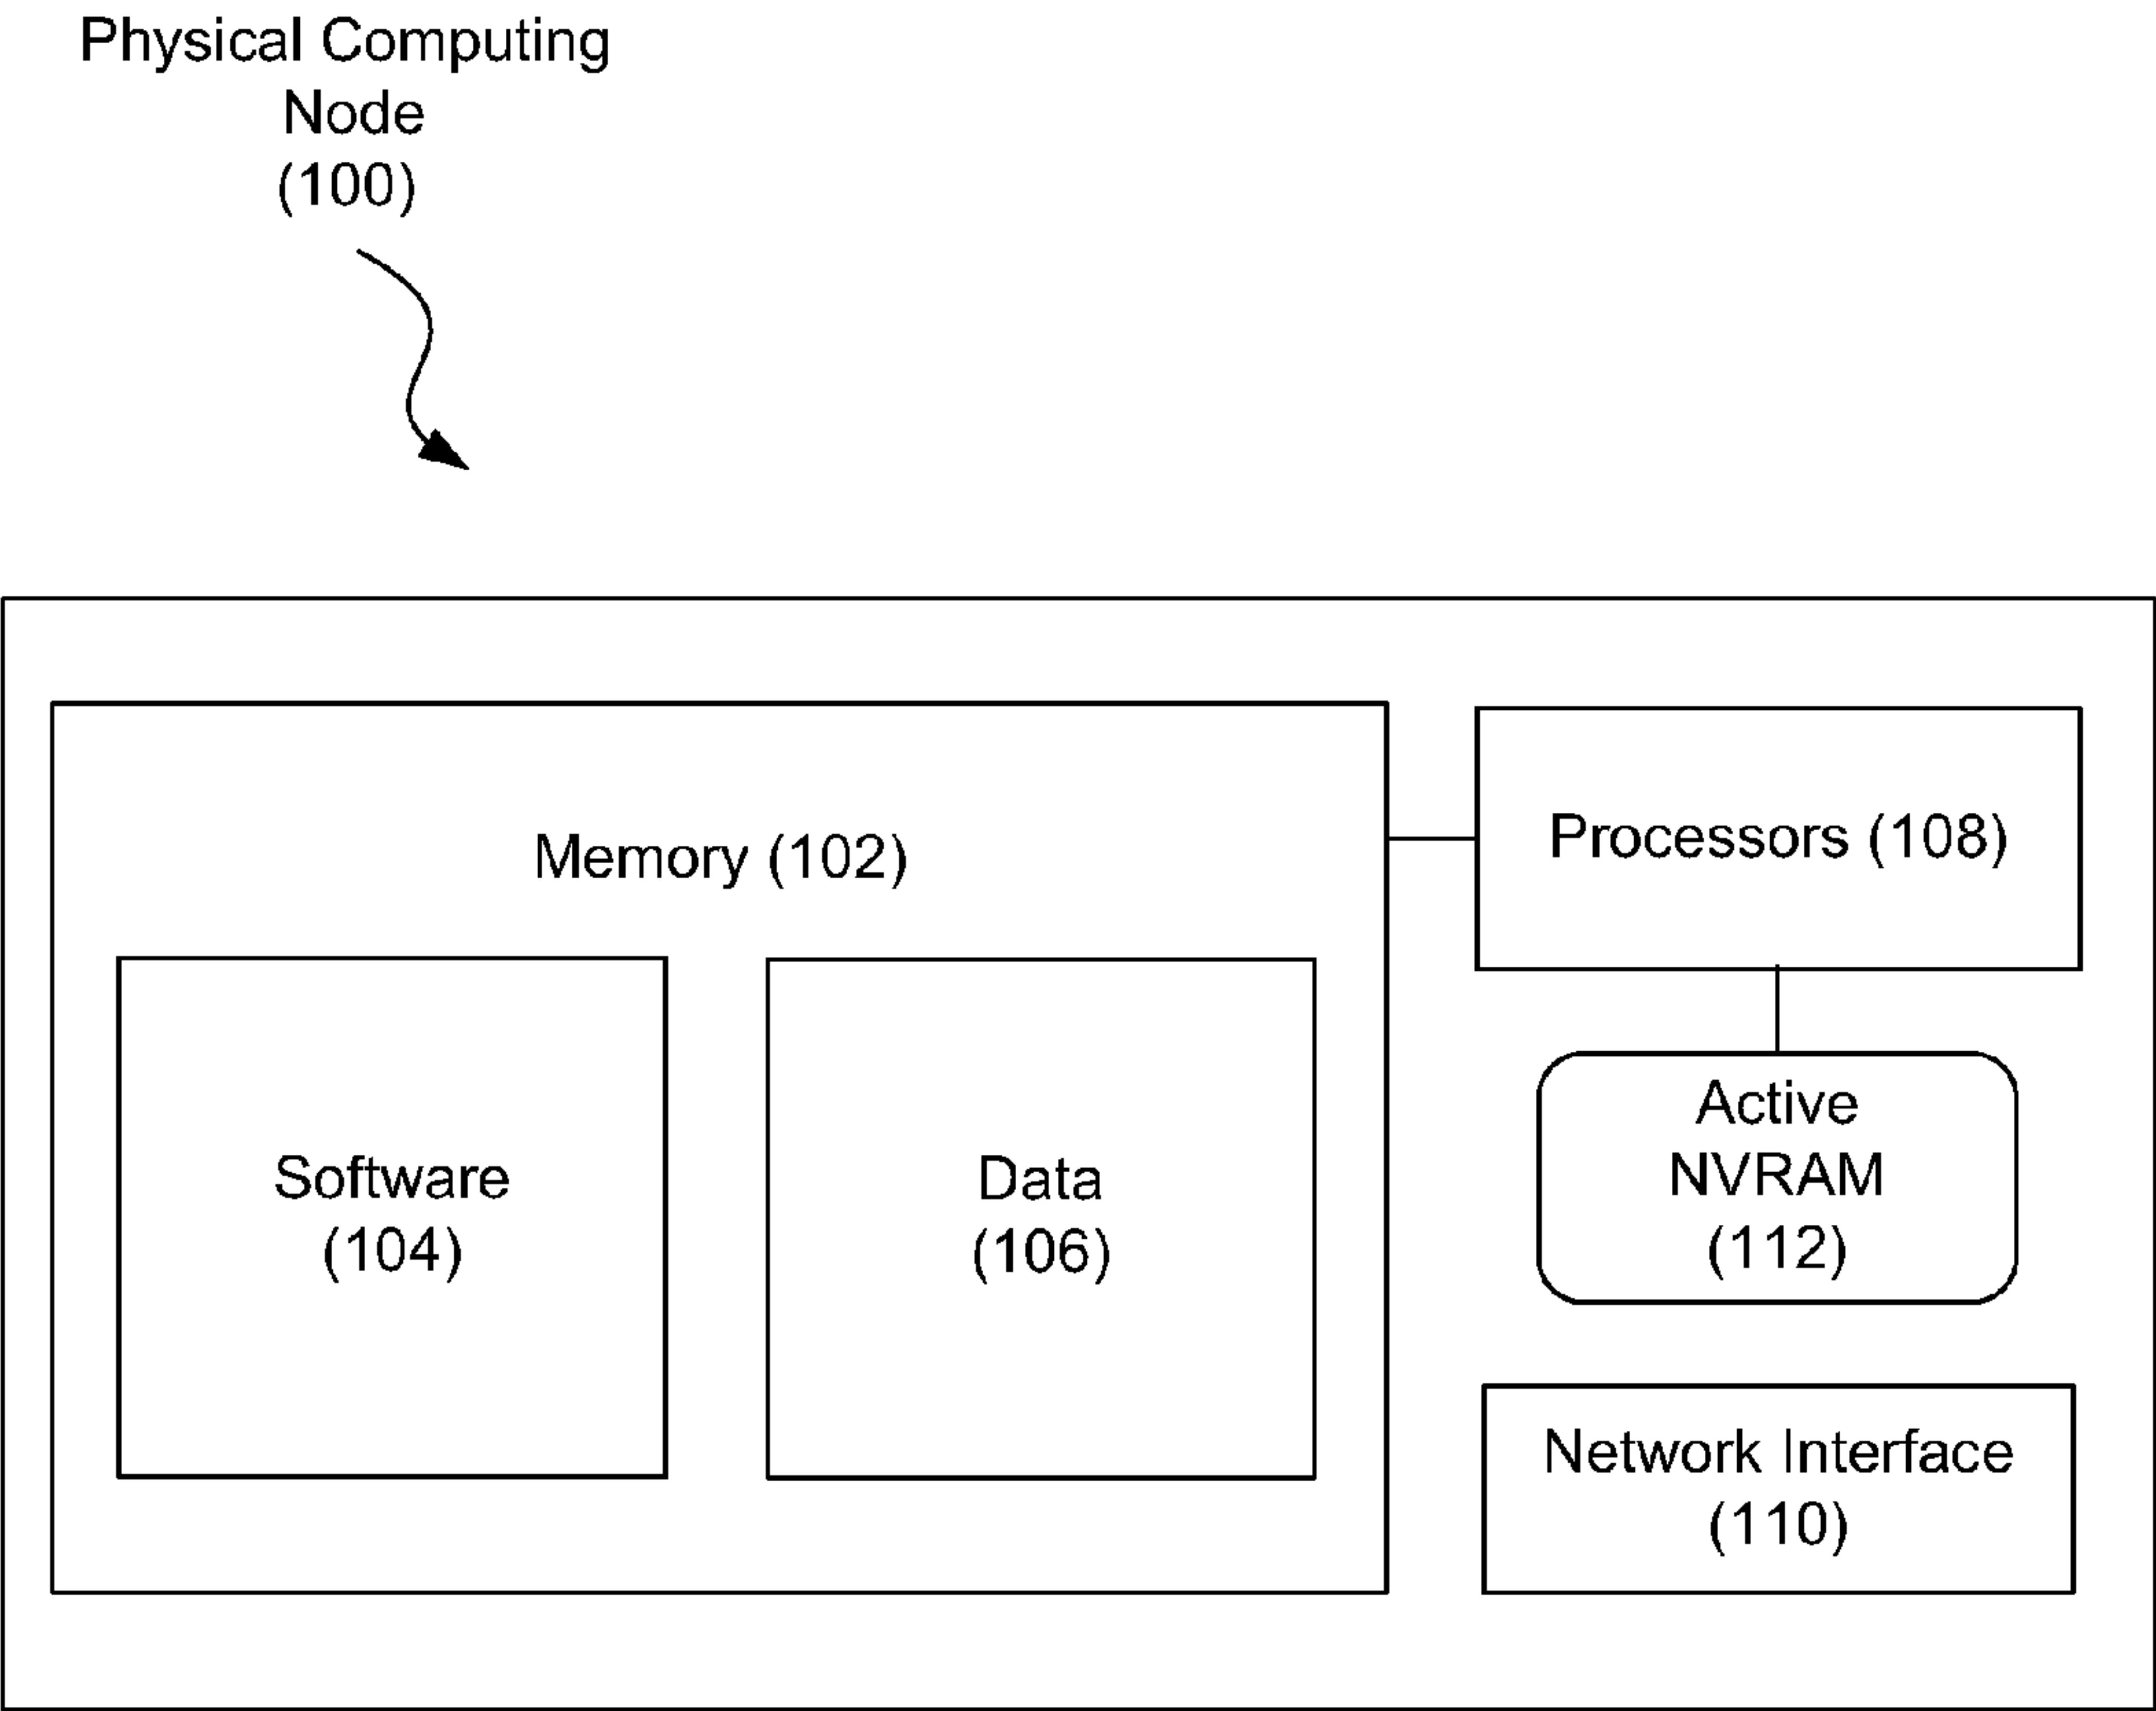 Physical Computing
Node
(100)
Memory (102)
Processors (108)
Software
(104)
Data
(106)
Active
NVRAM
(112)
Network Interface
(110)